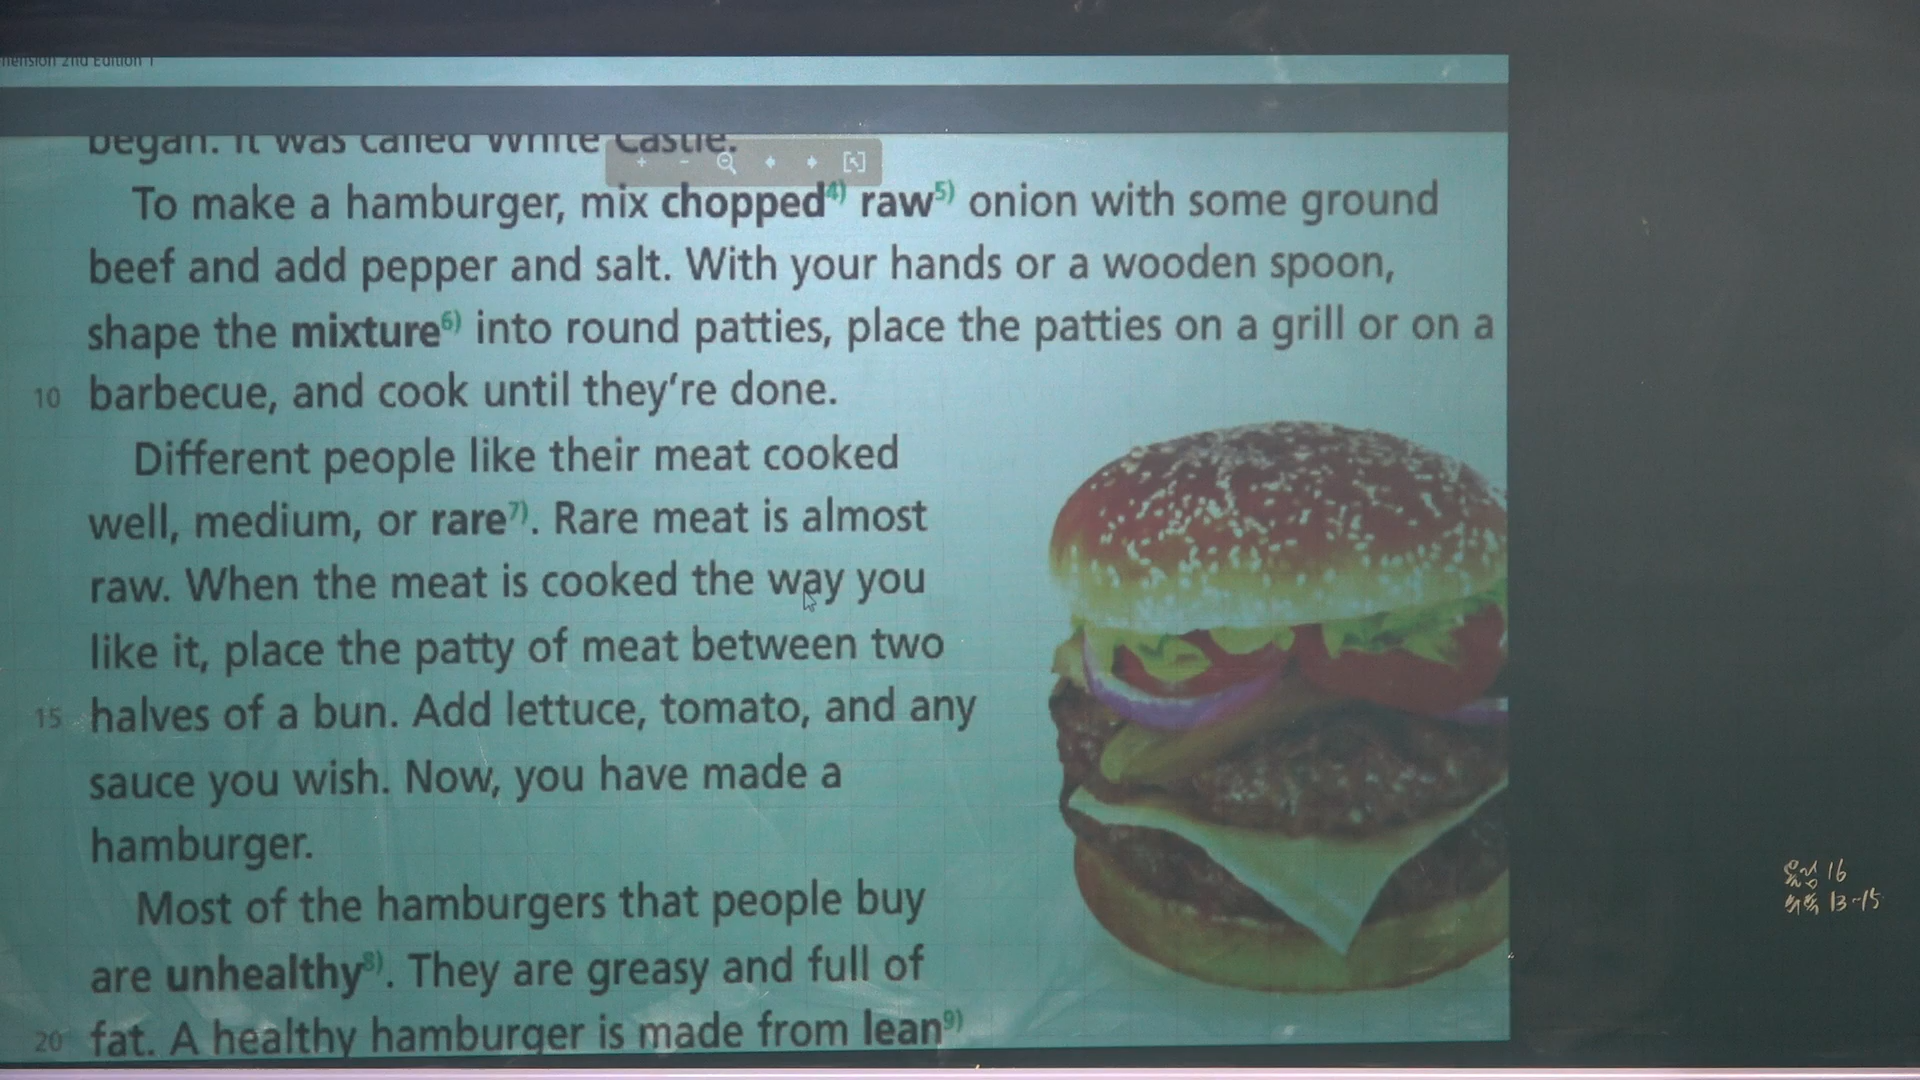 nension 2nd Edition 1
began. It was called White Castle.
To make a hamburger, mix chopped4) raw5) onion with some ground
beef and add pepper and salt. With your hands or a wooden spoon,
shape the mixture6) into round patties, place the patties on a grill or on a
10 barbecue, and cook until they're done.
Different people like their meat cooked
well, medium, or rare7). Rare meat is almost
raw. When the meat is cooked the way you
like it, place the patty of meat between two
15 halves of a bun. Add lettuce, tomato, and any
sauce you wish. Now, you have made a
hamburger.
Most of the hamburgers that people buy
are unhealthy8). They are greasy and full of
20 fat. A healthy hamburger is made from lean9)
16
13~15